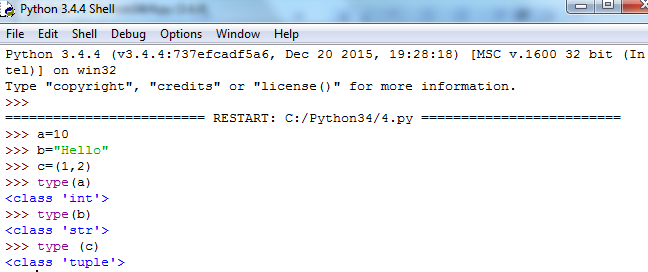 Python 3.4.4 Shell
File Edit Shell Debug Options Window Help
Python 3.4.4 (v3.4.4:737efcadf5a6, Dec 20 2015, 19:28:18) [MSC v.1600 32 bit (In
tel)] on win32
Type "copyright", "credits" or "license()" for more information.
>>>
========================= RESTART: C:/Python34/4.py =========================
>>> a=10
>>> b="Hello"
>>> c=(1,2)
>>> type(a)
<class 'int'>
>>> type(b)
<class 'str'>
>>> type (c)
<class 'tuple'>